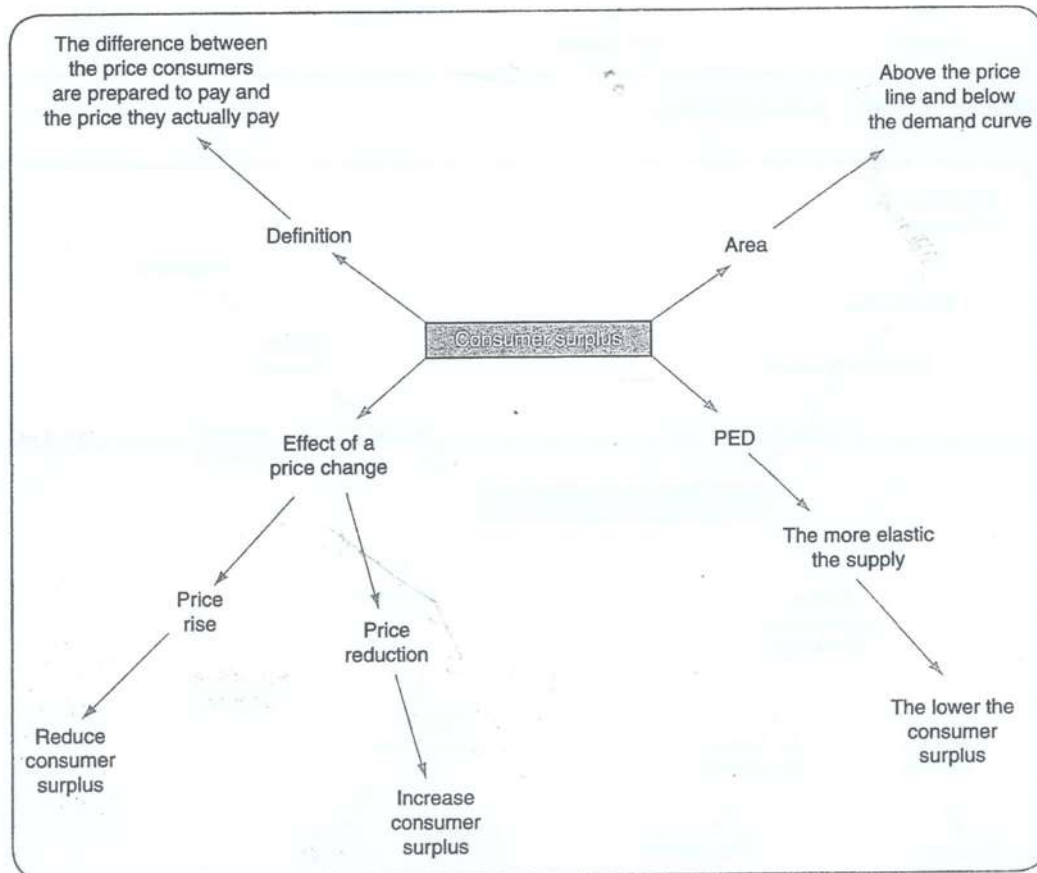 The difference between
the price consumers
are prepared to pay and
the price they actually pay
Above the price
line and below
the demand curve
Definition
Area
Consumer surplus
Effect of a
price change
PED
The more elastic
the supply
Price
rise
Price
reduction
The lower the
consumer
surplus
Reduce
consumer
surplus
Increase
consumer
surplus